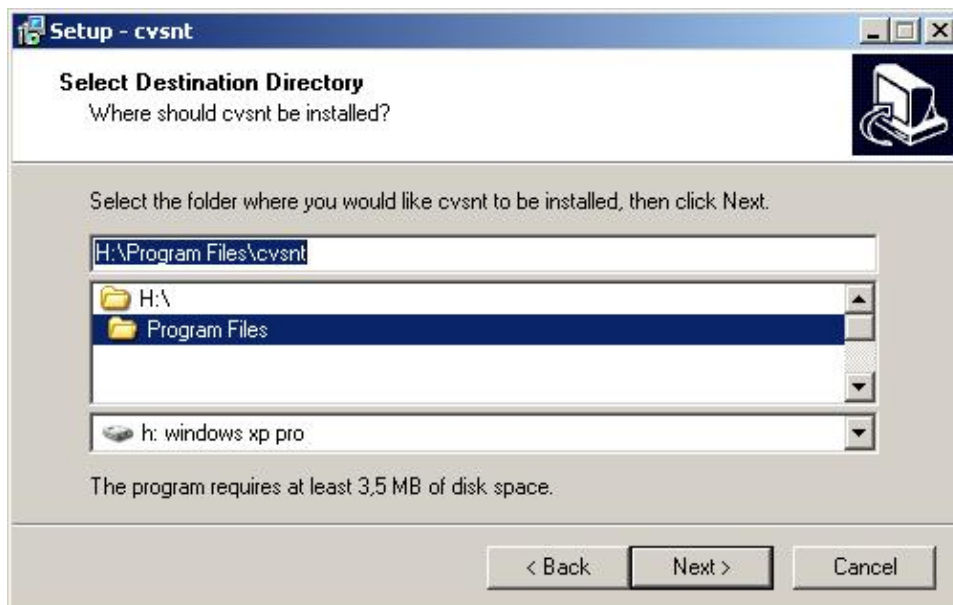 Setup - cvsnt
Select Destination Directory
Where should cvsnt be installed?
Select the folder where you would like cvsnt to be installed, then click Next.
H:\Program Files\cvsnt
H:\
Program Files
h: windows xp pro
The program requires at least 3,5 MB of disk space.
< Back
Next >
Cancel